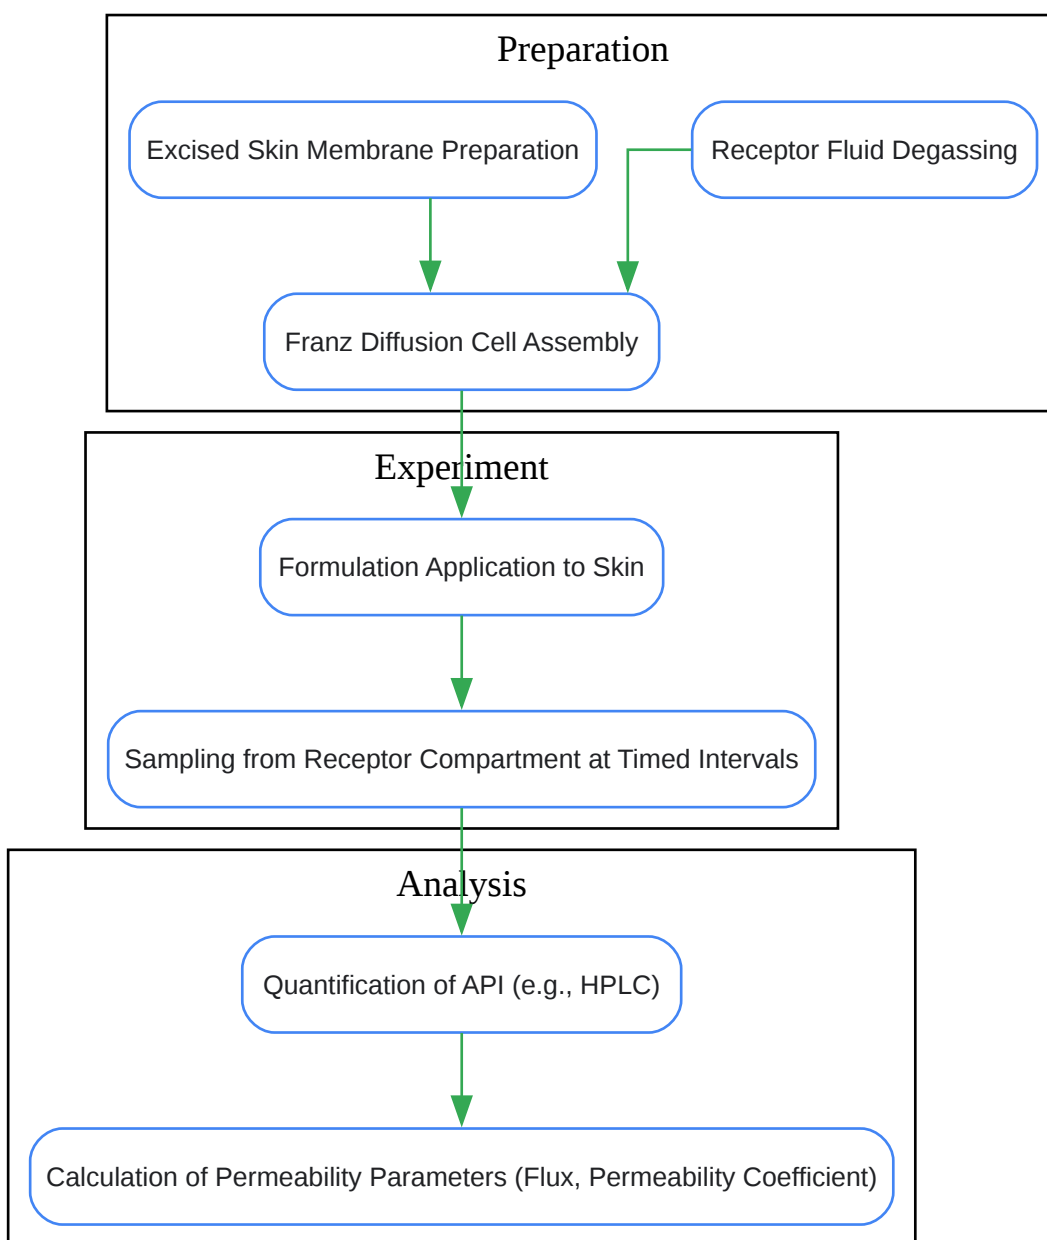 Preparation
Excised Skin Membrane Preparation
Receptor Fluid Degassing
Franz Diffusion Cell Assembly
Experiment
Formulation Application to Skin
Sampling from Receptor Compartment at Timed Intervals
Analysis
Quantification of API (e.g., HPLC)
Calculation of Permeability Parameters (Flux, Permeability Coefficient)